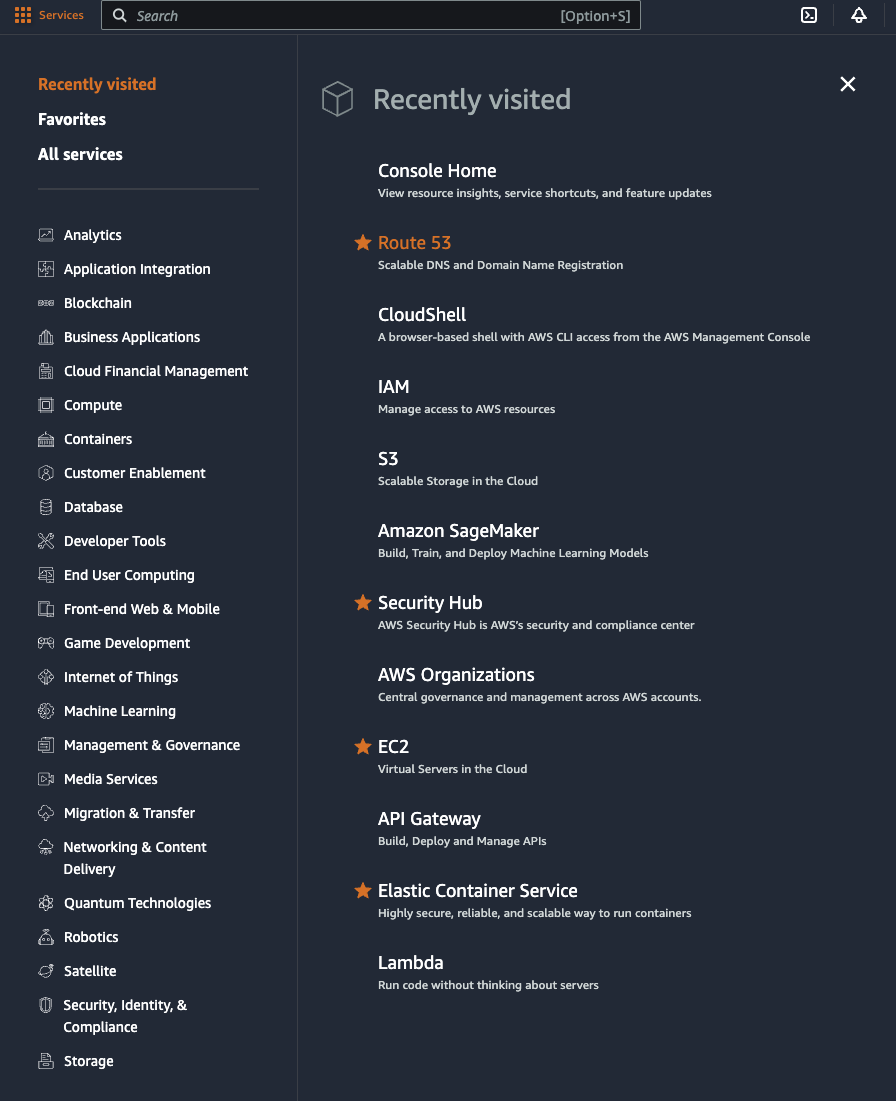 Services
Search
[Option+S]
Recently visited
Favorites
All services
Analytics
Application Integration
Blockchain
Business Applications
Cloud Financial Management
Compute
Containers
Customer Enablement
Database
Developer Tools
End User Computing
Front-end Web & Mobile
Game Development
Internet of Things
Machine Learning
Management & Governance
Media Services
Migration & Transfer
Networking & Content
Delivery
Quantum Technologies
Robotics
Satellite
Security, Identity, &
Compliance
Storage
Recently visited
Console Home
View resource insights, service shortcuts, and feature updates
Route 53
Scalable DNS and Domain Name Registration
CloudShell
A browser-based shell with AWS CLI access from the AWS Management Console
IAM
Manage access to AWS resources
S3
Scalable Storage in the Cloud
Amazon SageMaker
Build, Train, and Deploy Machine Learning Models
Security Hub
AWS Security Hub is AWS's security and compliance center
AWS Organizations
Central governance and management across AWS accounts.
EC2
Virtual Servers in the Cloud
API Gateway
Build, Deploy and Manage APIs
Elastic Container Service
Highly secure, reliable, and scalable way to run containers
Lambda
Run code without thinking about servers